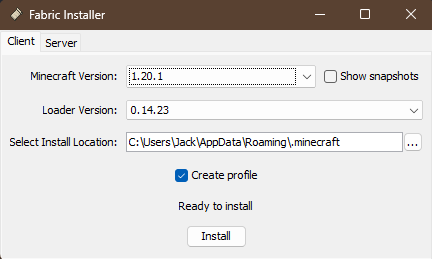 Fabric Installer
Client Server
Minecraft Version: 1.20.1 Show snapshots
Loader Version: 0.14.23
Select Install Location: C:\Users\Jack\AppData\Roaming\.minecraft ...
Create profile
Ready to install
Install